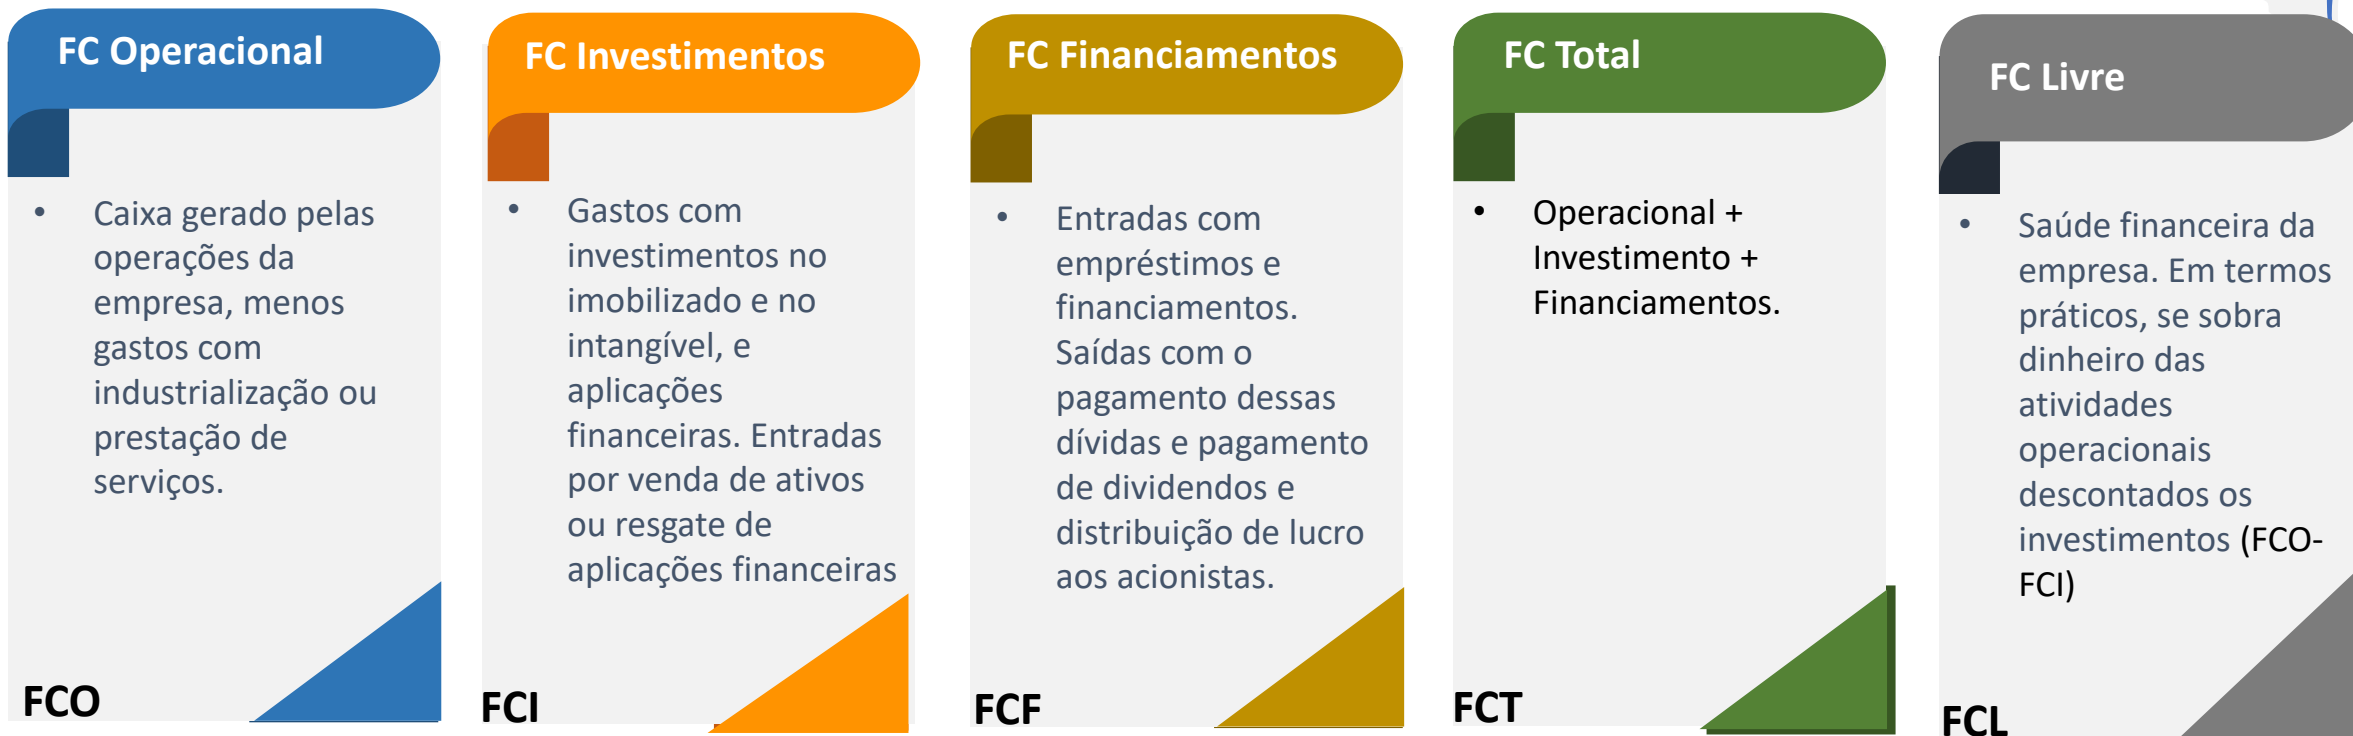 FC Operacional
• Caixa gerado pelas
operações da
empresa, menos
gastos com
industrialização ou
prestação de
serviços.
FCO
FC Investimentos
• Gastos com
investimentos no
imobilizado e no
intangível, e
aplicações
financeiras. Entradas
por venda de ativos
ou resgate de
aplicações financeiras
FCI
FC Financiamentos
• Entradas com
empréstimos e
financiamentos.
Saídas com o
pagamento dessas
dívidas e pagamento
de dividendos e
distribuição de lucro
aos acionistas.
FCF
FC Total
• Operacional +
Investimento +
Financiamentos.
FCT
FC Livre
• Saúde financeira da
empresa. Em termos
práticos, se sobra
dinheiro das
atividades
operacionais
descontados os
investimentos (FCO-
FCI)
FCL